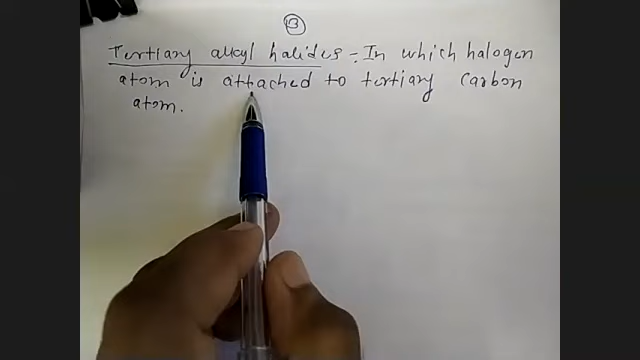 13
Tertiary alkyl halides :- In which halogen
atom is attached to tertiary carbon
atom.